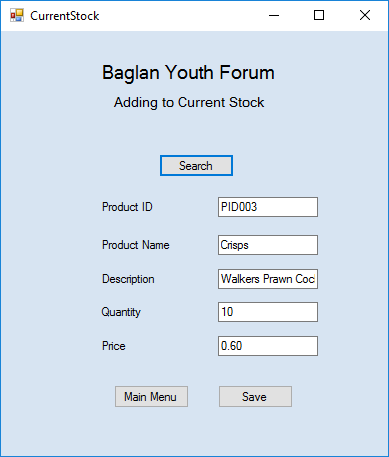 CurrentStock
Baglan Youth Forum
Adding to Current Stock
Search
Product ID PID003
Product Name Crisps
Description Walkers Prawn Coc
Quantity 10
Price 0.60
Main Menu Save